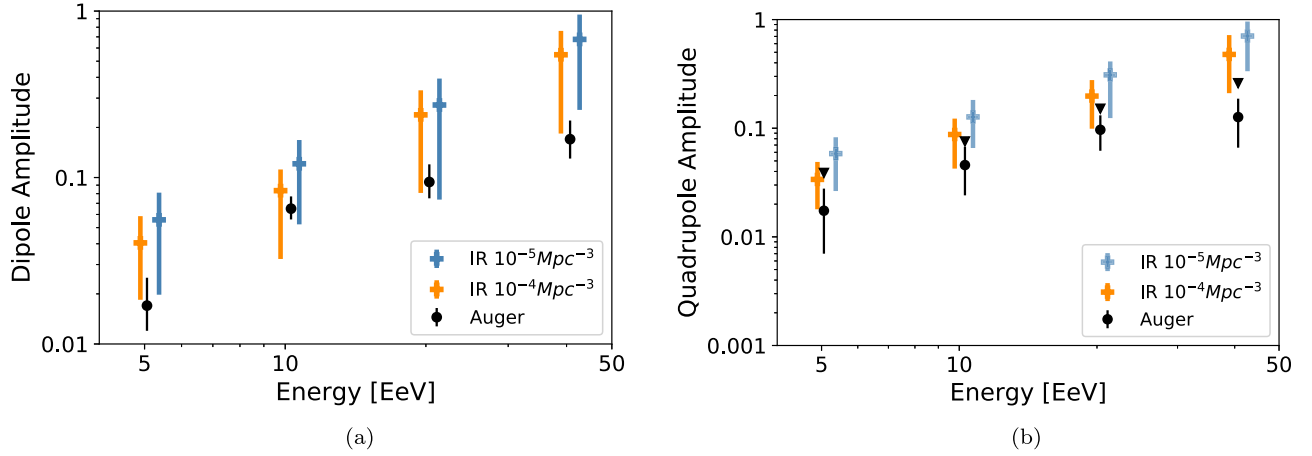 1
0.1
0.01
Dipole Amplitude
5
10
50
Energy [EeV]
IR 10⁻⁵Mpc⁻³
IR 10⁻⁴Mpc⁻³
Auger
(a)
1
0.1
0.01
0.001
Quadrupole Amplitude
5
10
50
Energy [EeV]
IR 10⁻⁵Mpc⁻³
IR 10⁻⁴Mpc⁻³
Auger
(b)